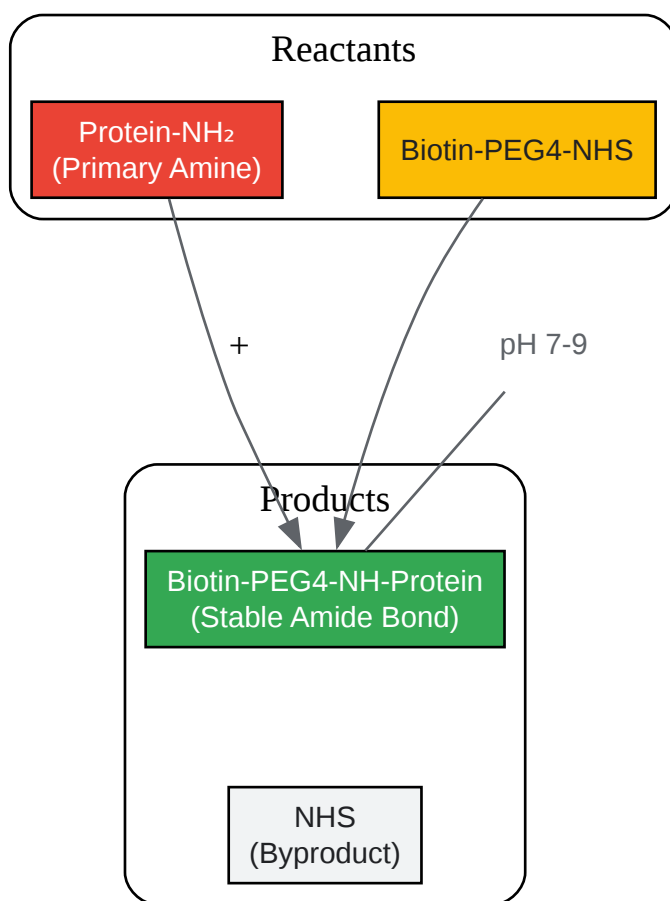 Reactants
Protein-NH₂
(Primary Amine)
Biotin-PEG4-NHS
+
pH 7-9
Products
Biotin-PEG4-NH-Protein
(Stable Amide Bond)
NHS
(Byproduct)